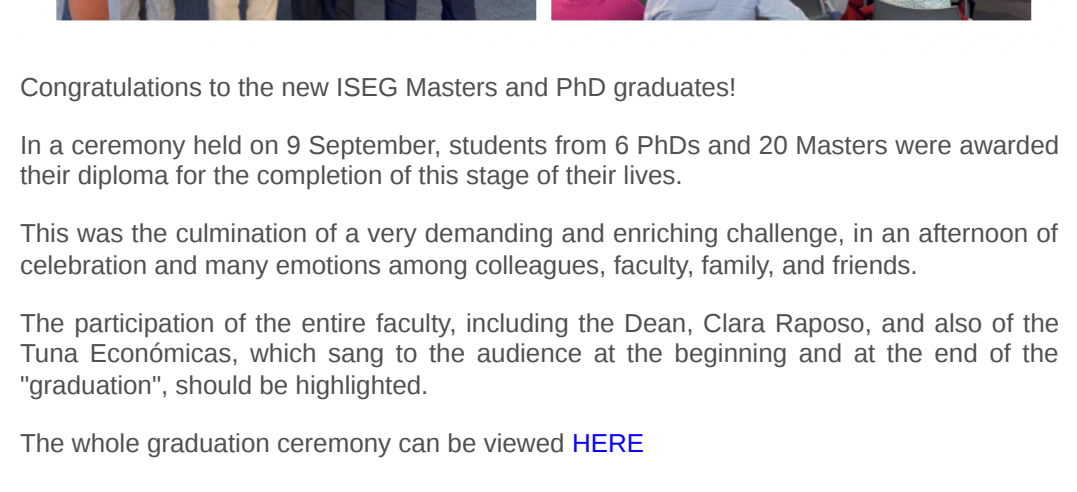 Congratulations to the new ISEG Masters and PhD graduates!
In a ceremony held on 9 September, students from 6 PhDs and 20 Masters were awarded
their diploma for the completion of this stage of their lives.
This was the culmination of a very demanding and enriching challenge, in an afternoon of
celebration and many emotions among colleagues, faculty, family, and friends.
The participation of the entire faculty, including the Dean, Clara Raposo, and also of the
Tuna Económicas, which sang to the audience at the beginning and at the end of the
"graduation", should be highlighted.
The whole graduation ceremony can be viewed HERE